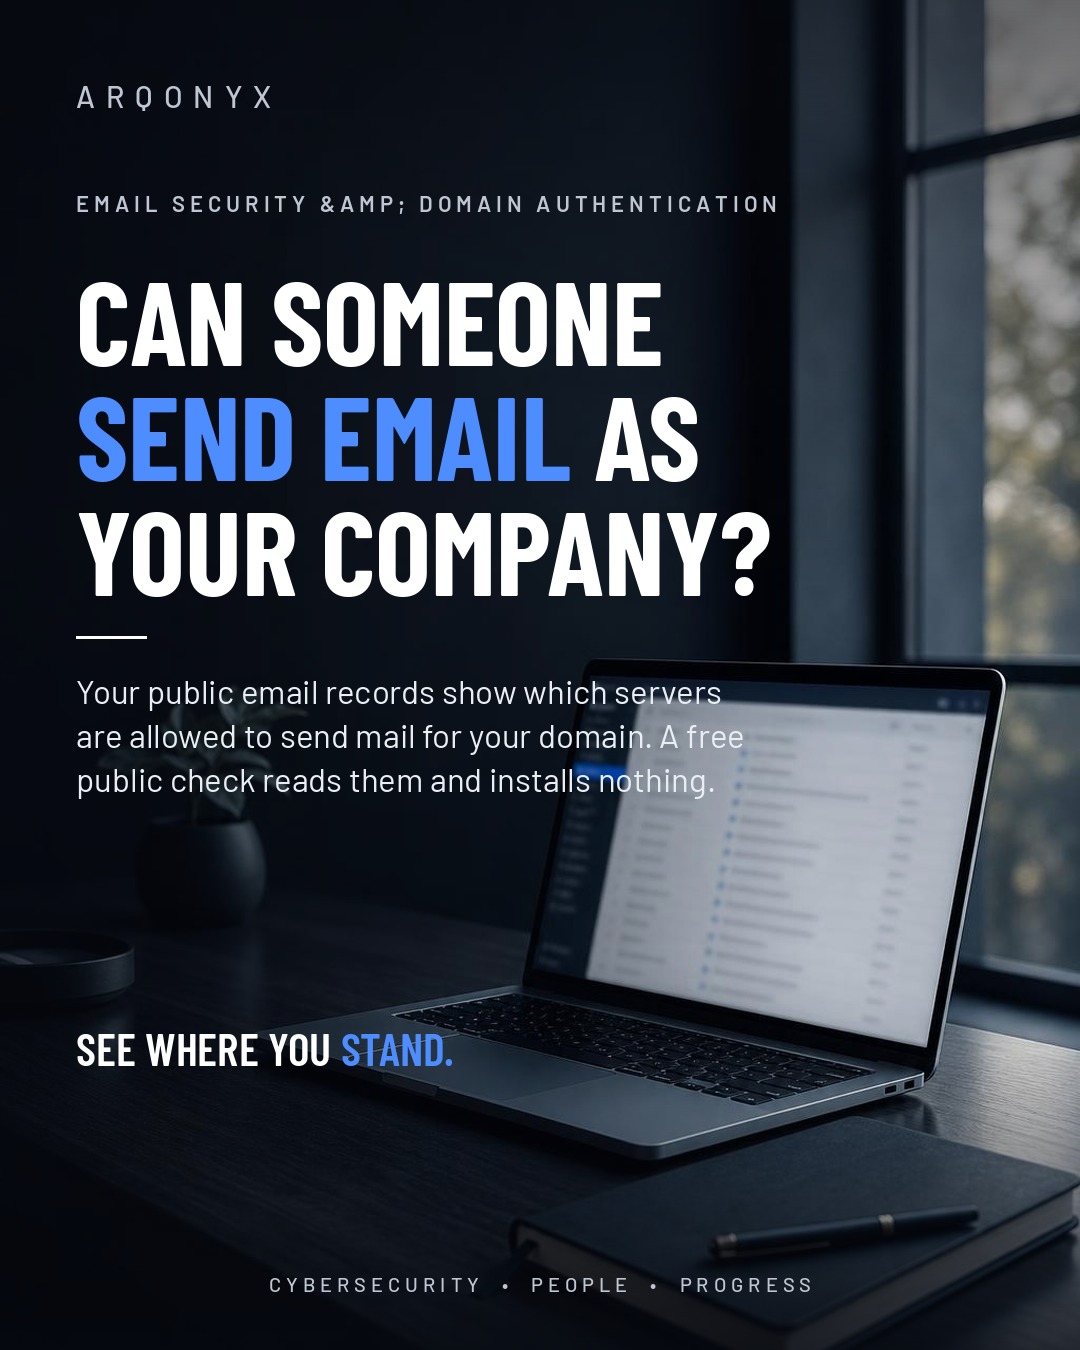 ARQONYX
EMAIL SECURITY &AMP; DOMAIN AUTHENTICATION
CAN SOMEONE
SEND EMAIL AS
YOUR COMPANY?
Your public email records show which servers
are allowed to send mail for your domain. A free
public check reads them and installs nothing.
SEE WHERE YOU STAND.
CYBERSECURITY • PEOPLE • PROGRESS